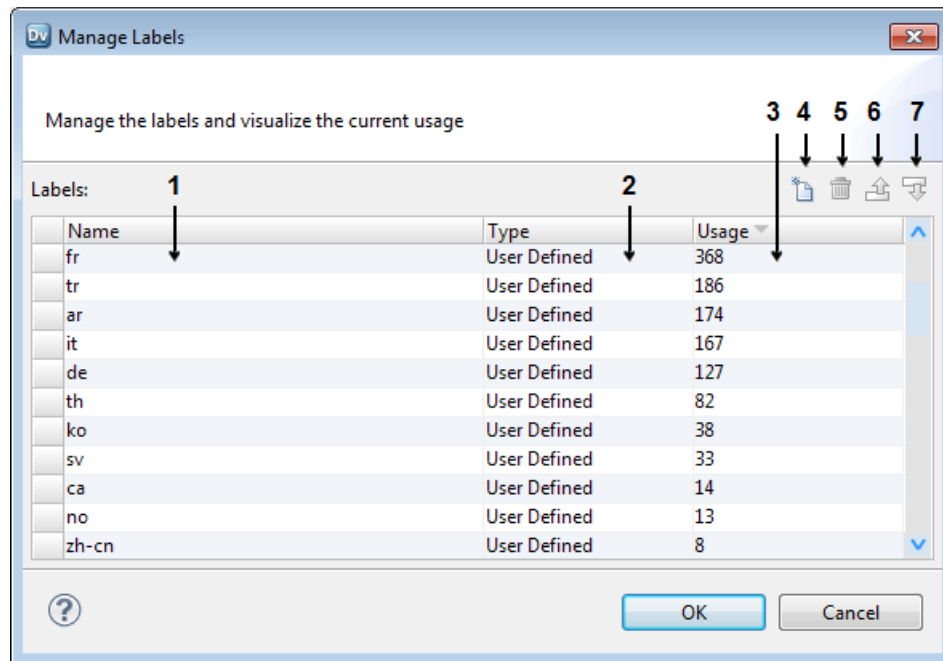 Dv Manage Labels
Manage the labels and visualize the current usage
3 4 5 6 7
Labels: 1 2
Name Type Usage
fr User Defined 368
tr User Defined 186
ar User Defined 174
it User Defined 167
de User Defined 127
th User Defined 82
ko User Defined 38
sv User Defined 33
ca User Defined 14
no User Defined 13
zh-cn User Defined 8
? OK Cancel